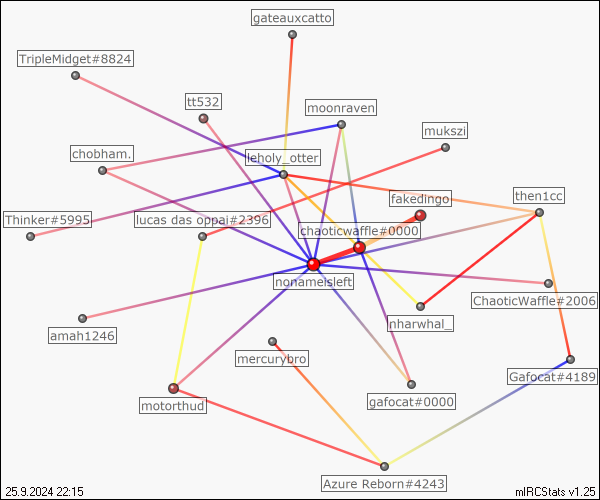 gateauxcatto
TripleMidget#8824
tt532
moonraven
mukszi
chobham.
leholy_otter
fakedingo
then1cc
Thinker#5995
lucas das oppai#2396
chaoticwaffle#0000
nonameisleft
ChaoticWaffle#2006
nharwhal_
amah1246
mercurybro
Gafocat#4189
motorthud
gafocat#0000
Azure Reborn#4243
25.9.2024 22:15
mIRCStats v1.25